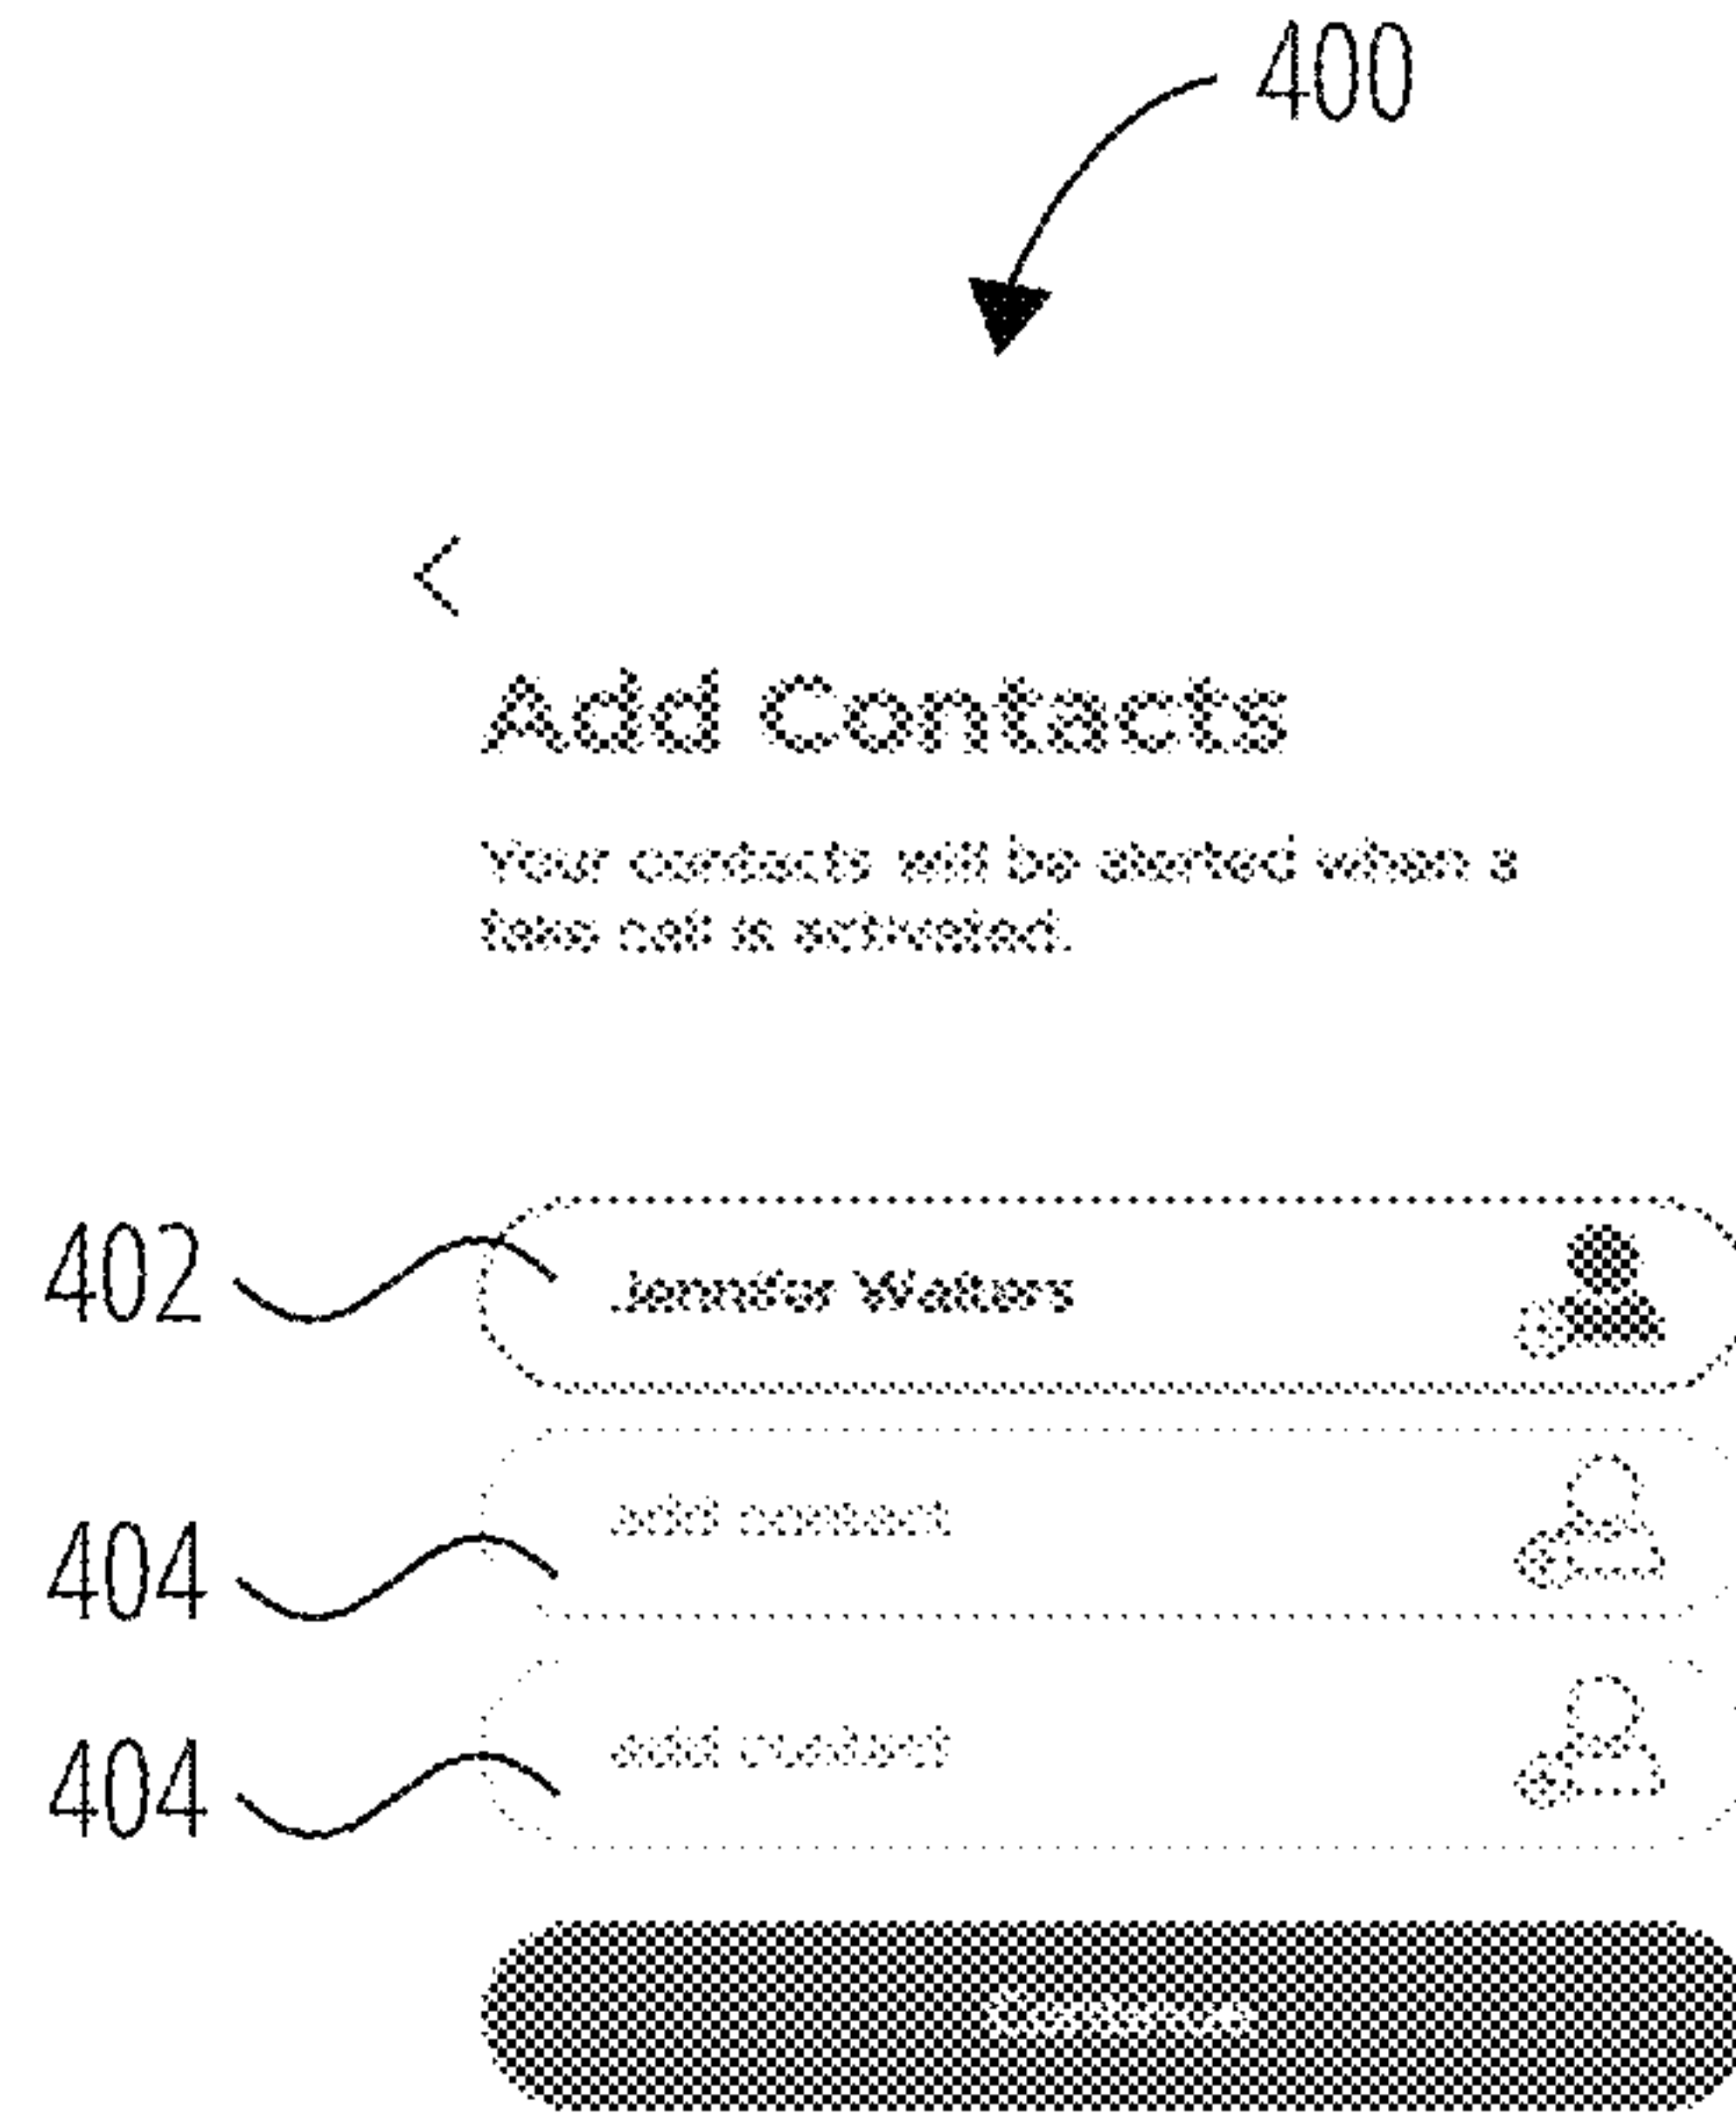 400
<
Add Contacts
Your contacts will be alerted when a
fake call is activated.
402
Jennifer Walters
404
add contact
404
add contact